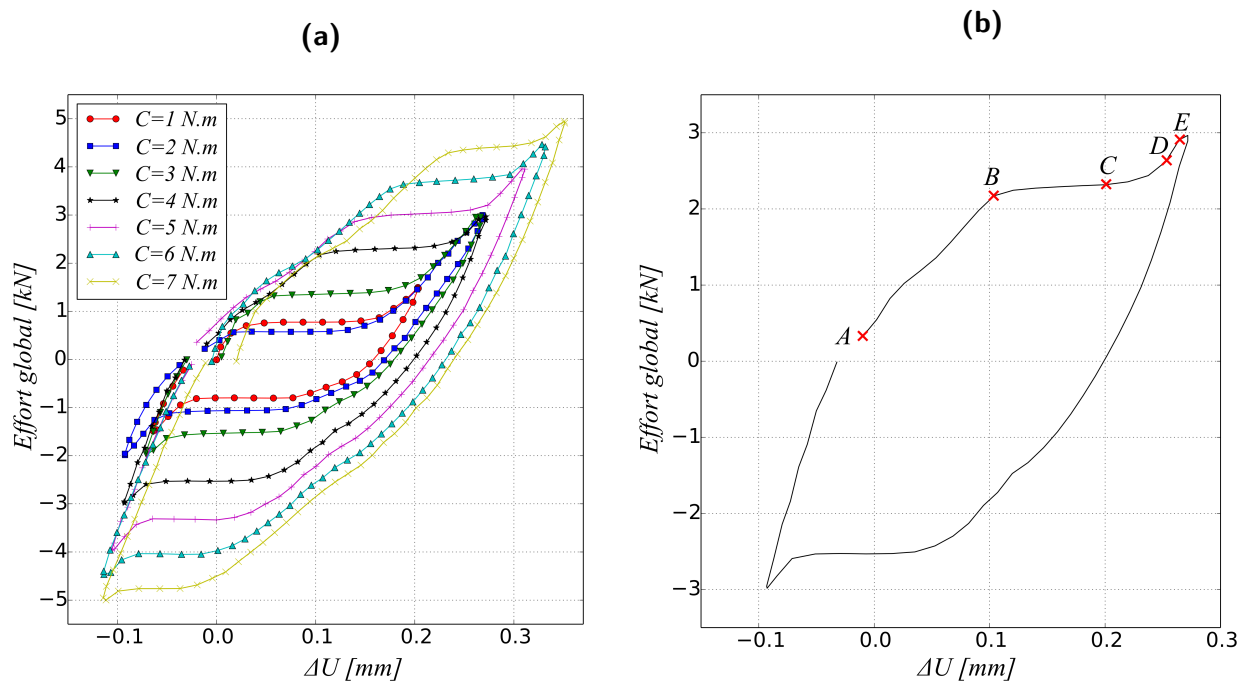 (a)
5
4
3
2
1
0
−1
−2
−3
−4
−5
Effort global [kN]
C=1 N.m
C=2 N.m
C=3 N.m
C=4 N.m
C=5 N.m
C=6 N.m
C=7 N.m
−0.1
0.0
0.1
0.2
0.3
ΔU [mm]
(b)
3
2
1
0
−1
−2
−3
Effort global [kN]
A
B
C
D
E
−0.1
0.0
0.1
0.2
0.3
ΔU [mm]